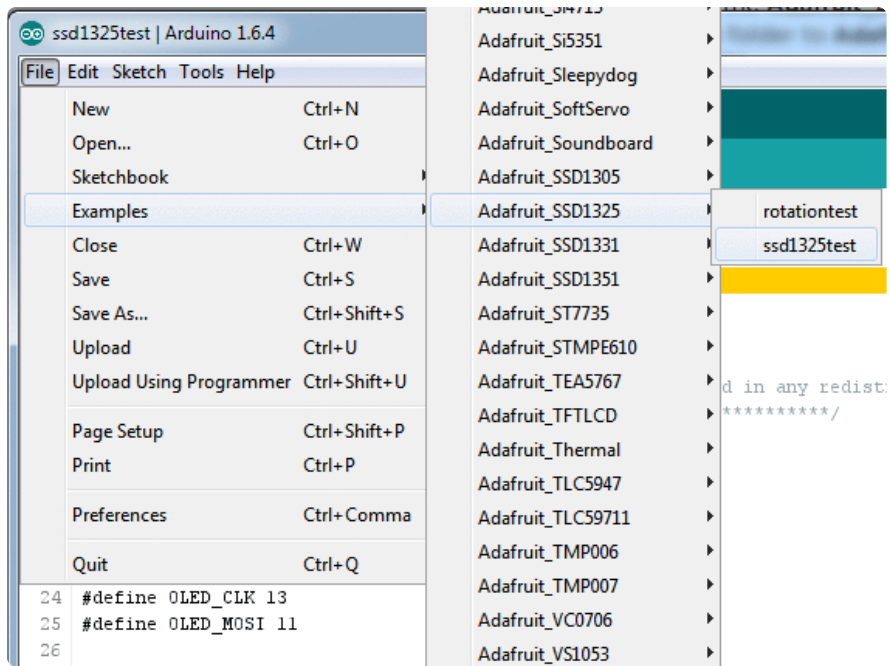 ssd1325test | Arduino 1.6.4
File Edit Sketch Tools Help
New Ctrl+N
Open... Ctrl+O
Sketchbook
Examples
Close Ctrl+W
Save Ctrl+S
Save As... Ctrl+Shift+S
Upload Ctrl+U
Upload Using Programmer Ctrl+Shift+U
Page Setup Ctrl+Shift+P
Print Ctrl+P
Preferences Ctrl+Comma
Quit Ctrl+Q
24 #define OLED_CLK 13
25 #define OLED_MOSI 11
26
Adafruit_Si4713
Adafruit_Si5351
Adafruit_Sleepydog
Adafruit_SoftServo
Adafruit_Soundboard
Adafruit_SSD1305
Adafruit_SSD1325
Adafruit_SSD1331
Adafruit_SSD1351
Adafruit_ST7735
Adafruit_STMPE610
Adafruit_TEA5767
Adafruit_TFTLCD
Adafruit_Thermal
Adafruit_TLC5947
Adafruit_TLC59711
Adafruit_TMP006
Adafruit_TMP007
Adafruit_VC0706
Adafruit_VS1053
rotationtest
ssd1325test
d in any redist
**********/